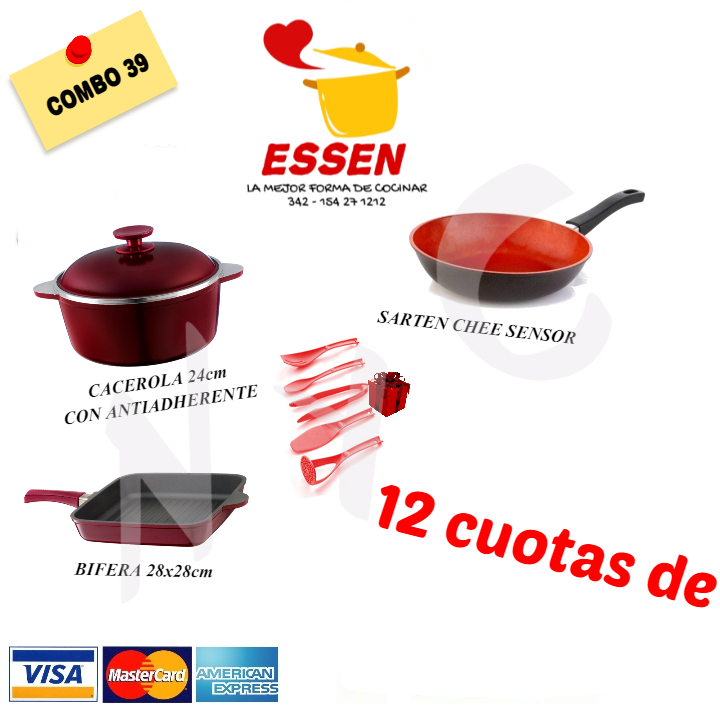 COMBO 39
ESSEN
LA MEJOR FORMA DE COCINAR
342 - 154 27 1212
SARTEN CHEE SENSOR
CACEROLA 24cm
CON ANTIADHERENTE
12 cuotas de
BIFERA 28x28cm
VISA
MasterCard
AMERICAN
EXPRESS